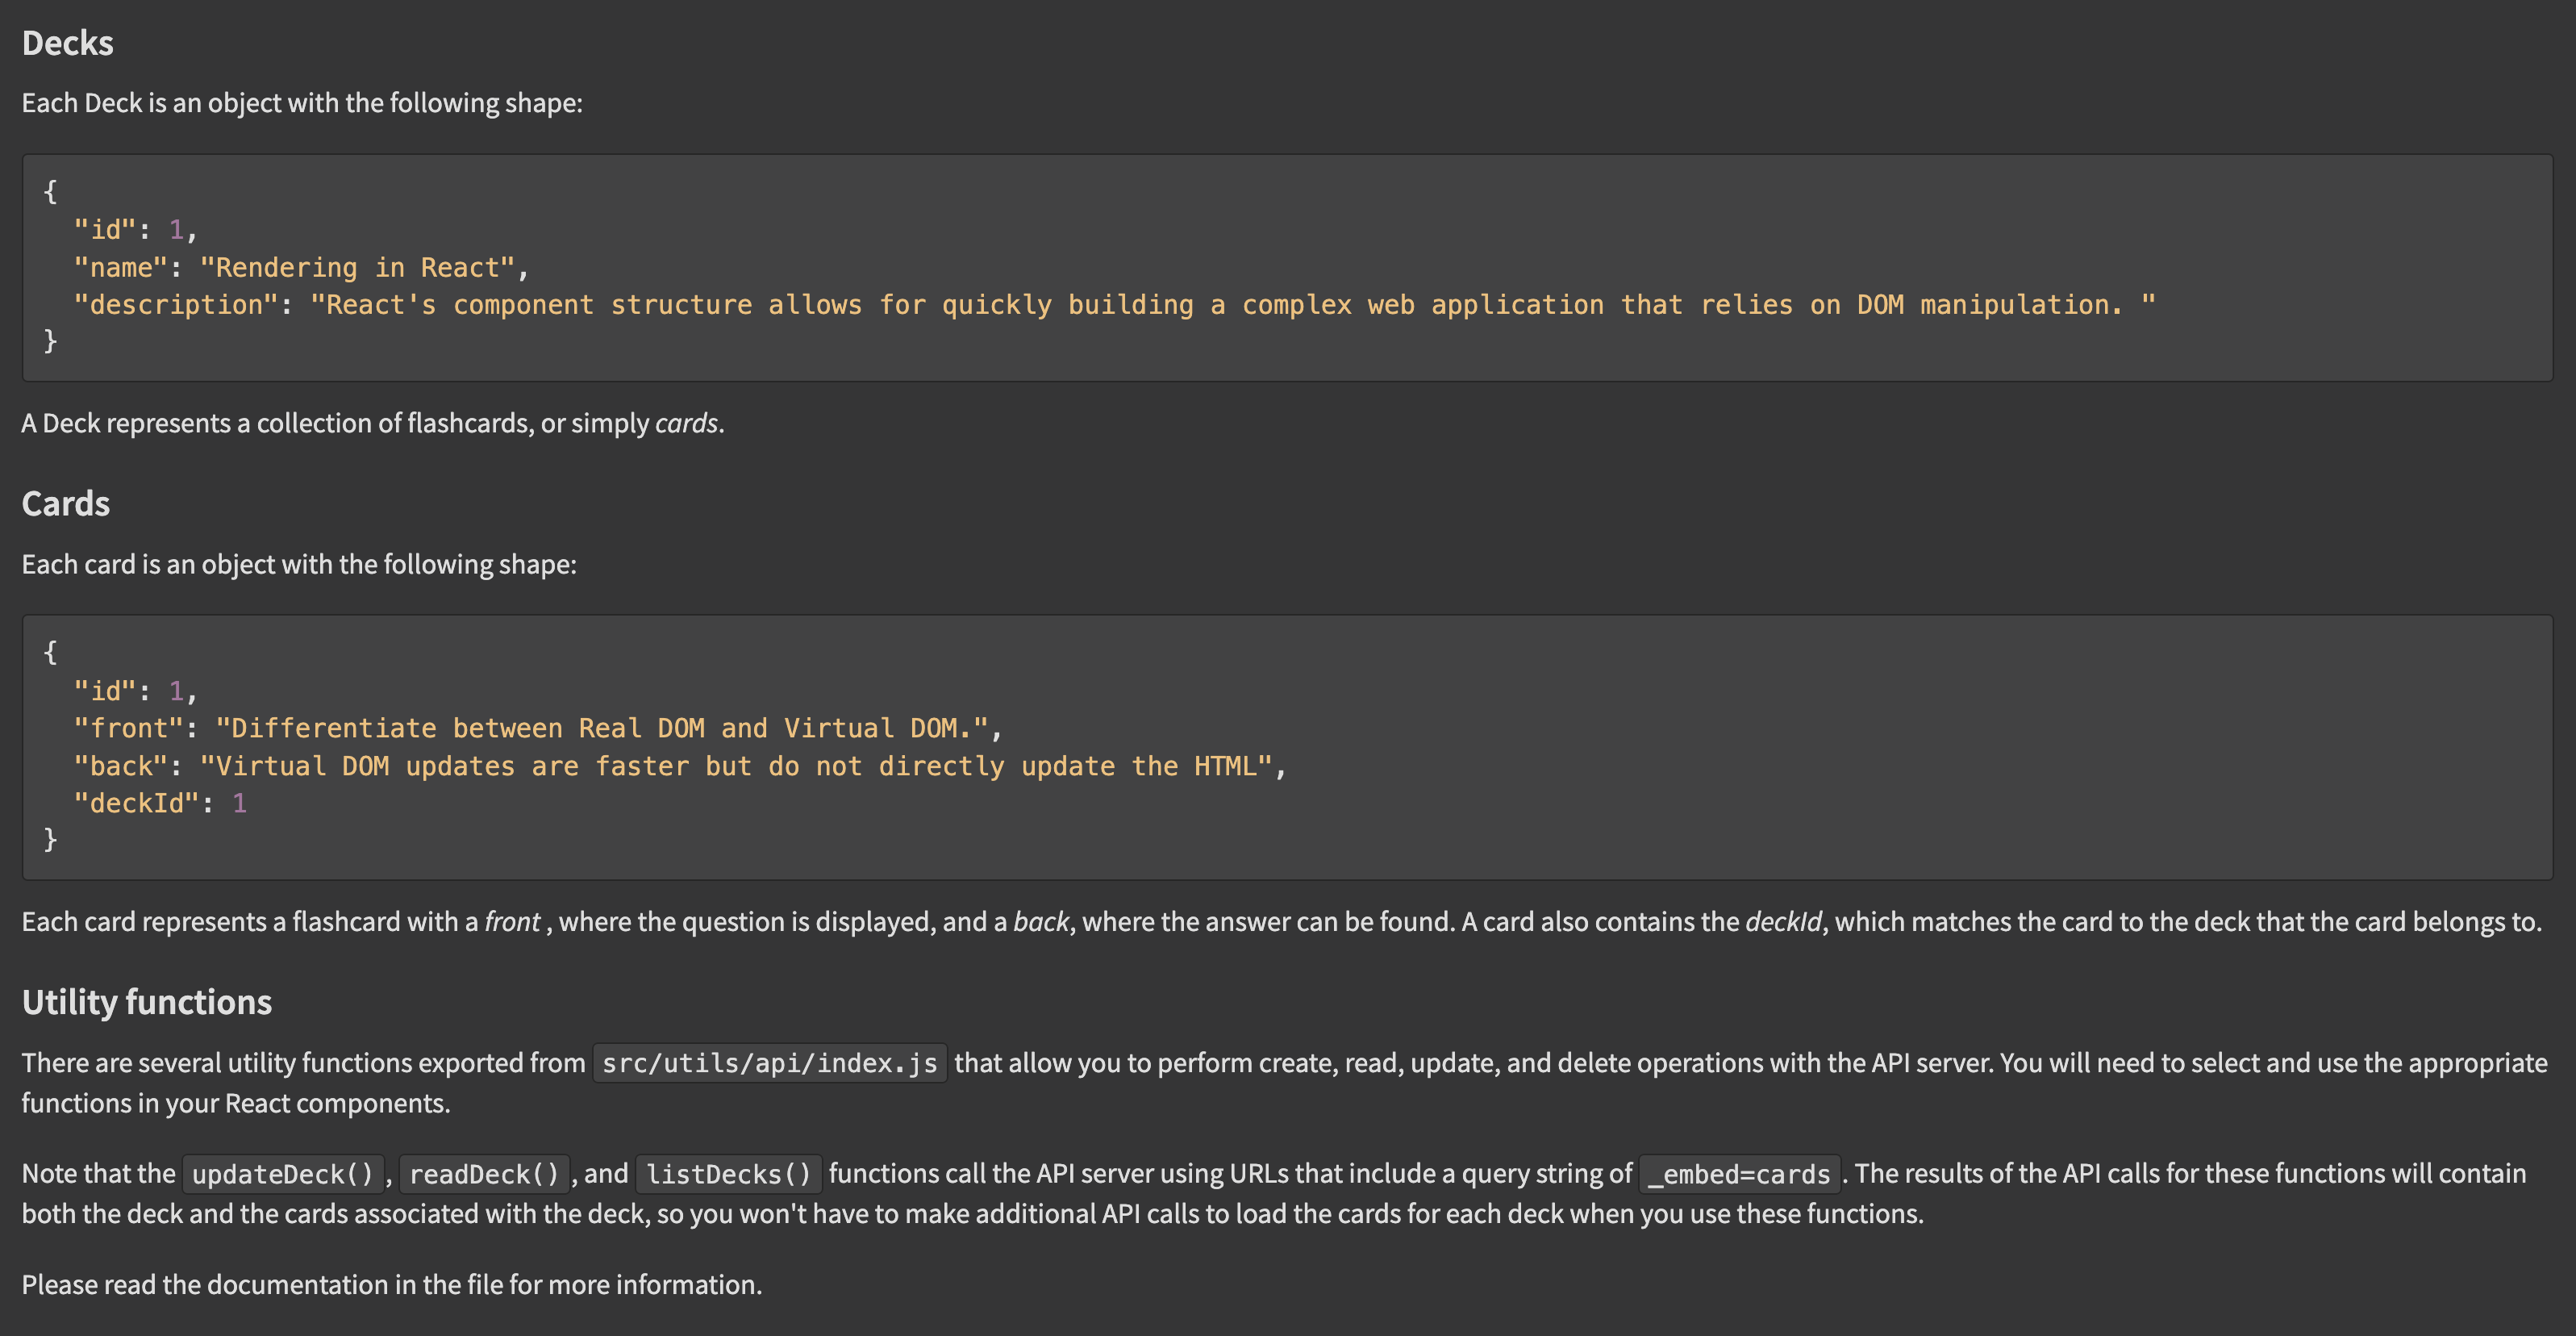 Decks
Each Deck is an object with the following shape:
{
  "id": 1,
  "name": "Rendering in React",
  "description": "React's component structure allows for quickly building a complex web application that relies on DOM manipulation. "
}
A Deck represents a collection of flashcards, or simply cards.
Cards
Each card is an object with the following shape:
{
  "id": 1,
  "front": "Differentiate between Real DOM and Virtual DOM.",
  "back": "Virtual DOM updates are faster but do not directly update the HTML",
  "deckId": 1
}
Each card represents a flashcard with a front , where the question is displayed, and a back, where the answer can be found. A card also contains the deckId, which matches the card to the deck that the card belongs to.
Utility functions
There are several utility functions exported from src/utils/api/index.js that allow you to perform create, read, update, and delete operations with the API server. You will need to select and use the appropriate
functions in your React components.
Note that the updateDeck() , readDeck() , and listDecks() functions call the API server using URLs that include a query string of _embed=cards . The results of the API calls for these functions will contain
both the deck and the cards associated with the deck, so you won't have to make additional API calls to load the cards for each deck when you use these functions.
Please read the documentation in the file for more information.